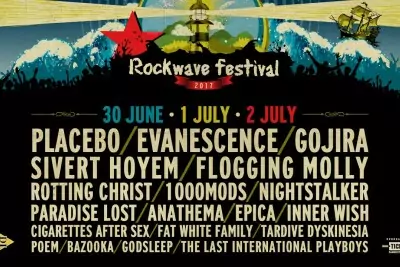 Rockwave Festival
2017
30 JUNE • 1 JULY • 2 JULY
PLACEBO/EVANESCENCE/GOJIRA
SIVERT HOYEM/FLOGGING MOLLY
ROTTING CHRIST/1000MODS/NIGHTSTALKER
PARADISE LOST/ANATHEMA/EPICA/INNER WISH
CIGARETTES AFTER SEX/FAT WHITE FAMILY/TARDIVE DYSKINESIA
POEM/BAZOOKA/GODSLEEP/THE LAST INTERNATIONAL PLAYBOYS